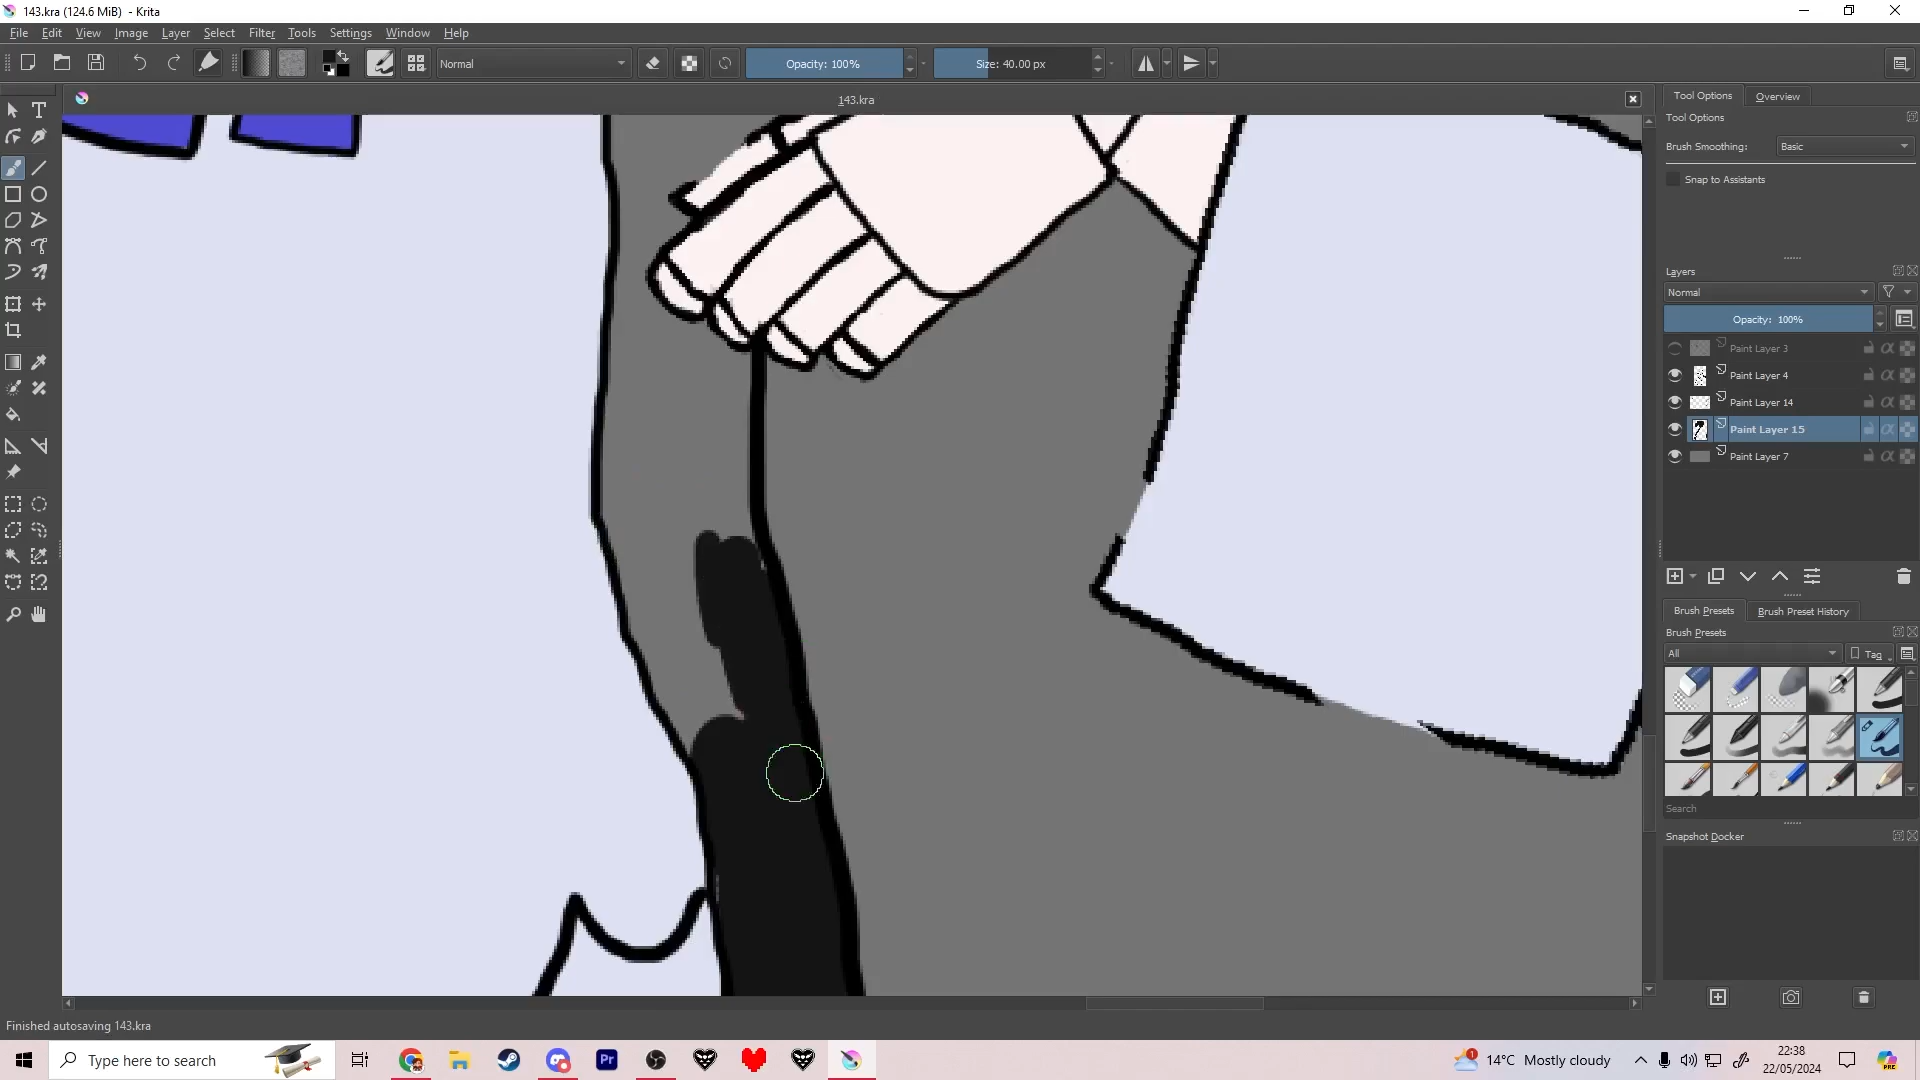 143.kra (124.6 MiB) - Krita
File Edit View Image Layer Select Filter Tools Settings Window Help
Normal
Opacity: 100%
Size: 40.00 px
143.kra
Tool Options Overview
Tool Options
Brush Smoothing: Basic
Snap to Assistants
Layers
Normal
Opacity: 100%
Paint Layer 3
Paint Layer 4
Paint Layer 14
Paint Layer 15
Paint Layer 7
Brush Presets Brush Preset History
Brush Presets
All Tag
Search
Snapshot Docker
Finished autosaving 143.kra
Type here to search
Pr
1
14°C Mostly cloudy
22:38
22/05/2024
PRE